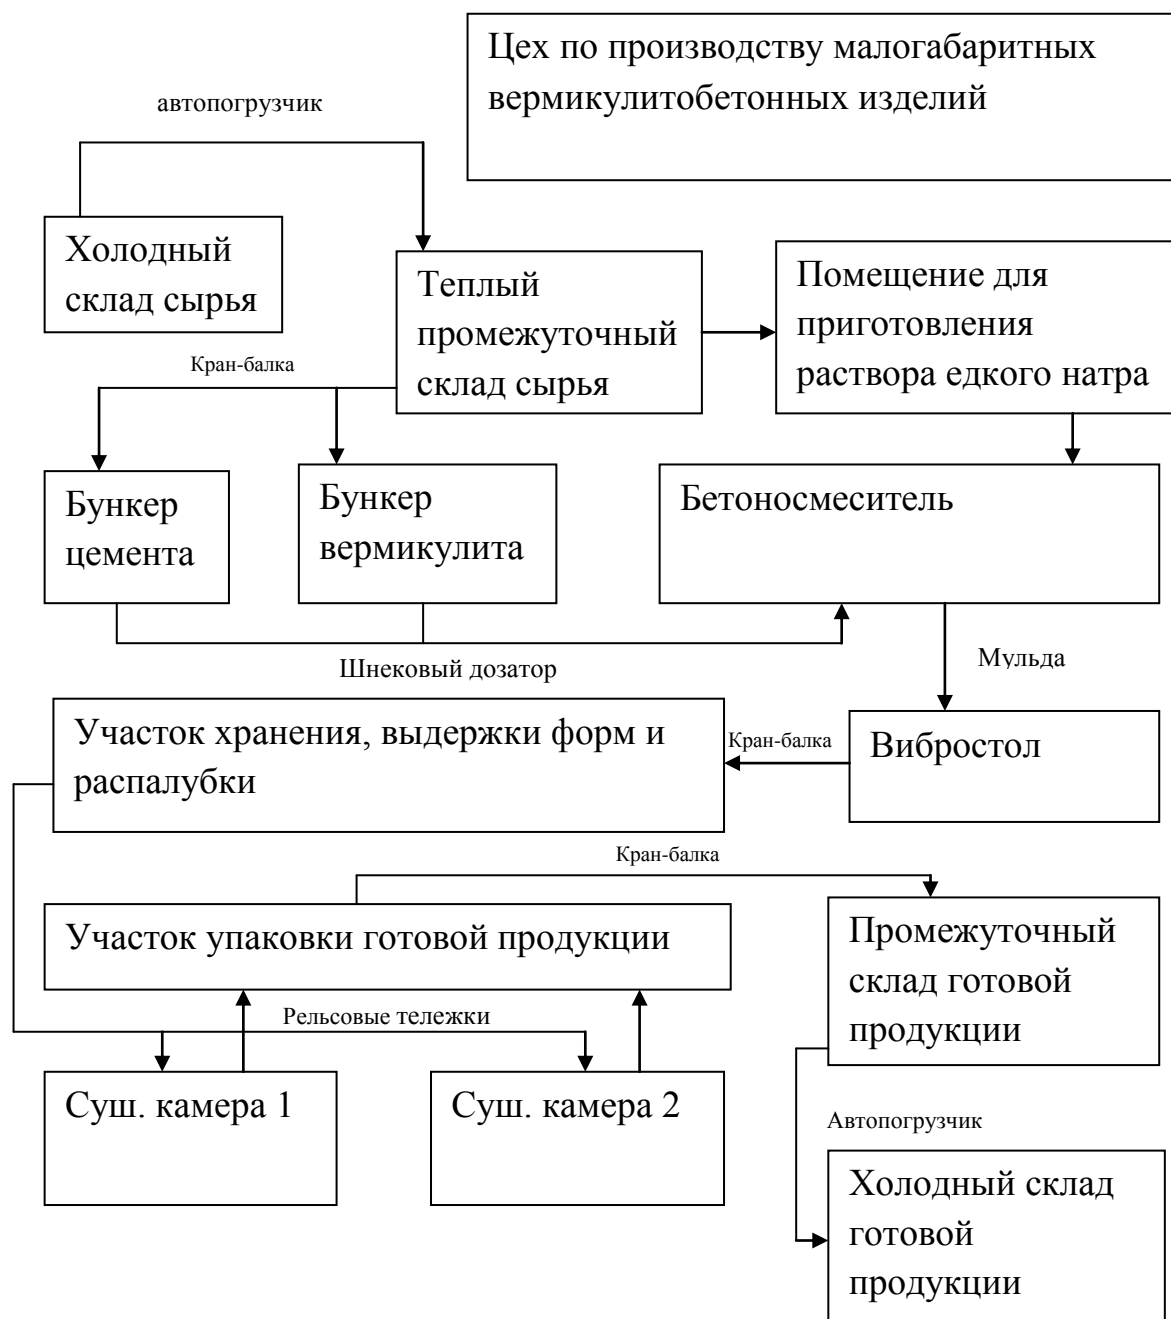 Цех по производству малогабаритных
вермикулитобетонных изделий
автопогрузчик
Холодный
склад сырья
Теплый
промежуточный
склад сырья
Помещение для
приготовления
раствора едкого натра
Кран-балка
Бункер
цемента
Бункер
вермикулита
Бетоносмеситель
Шнековый дозатор
Мульда
Участок хранения, выдержки форм и
распалубки
Кран-балка
Вибростол
Кран-балка
Участок упаковки готовой продукции
Промежуточный
склад готовой
продукции
Рельсовые тележки
Суш. камера 1
Суш. камера 2
Автопогрузчик
Холодный склад
готовой
продукции